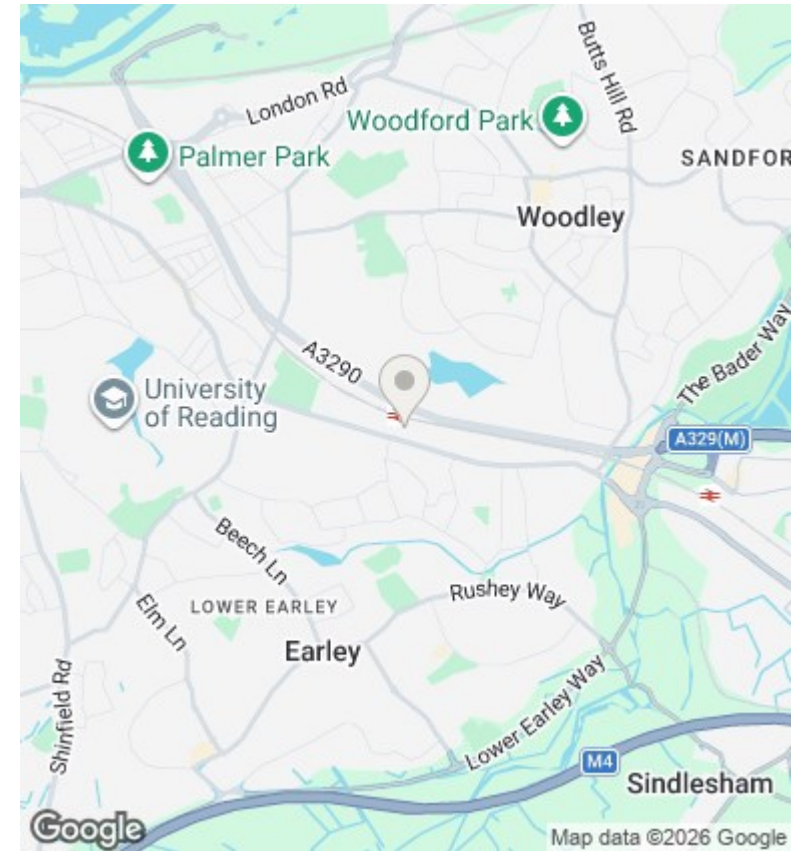 Butts Hill Rd
London Rd
Woodford Park
Palmer Park
SANDFOR
Woodley
The Bader Way
A3290
University
of Reading
A329(M)
Beech Ln
Rushey Way
LOWER EARLEY
Elm Ln
Earley
Shinfield Rd
Lower Earley Way
M4
Sindlesham
Google
Map data ©2026 Google